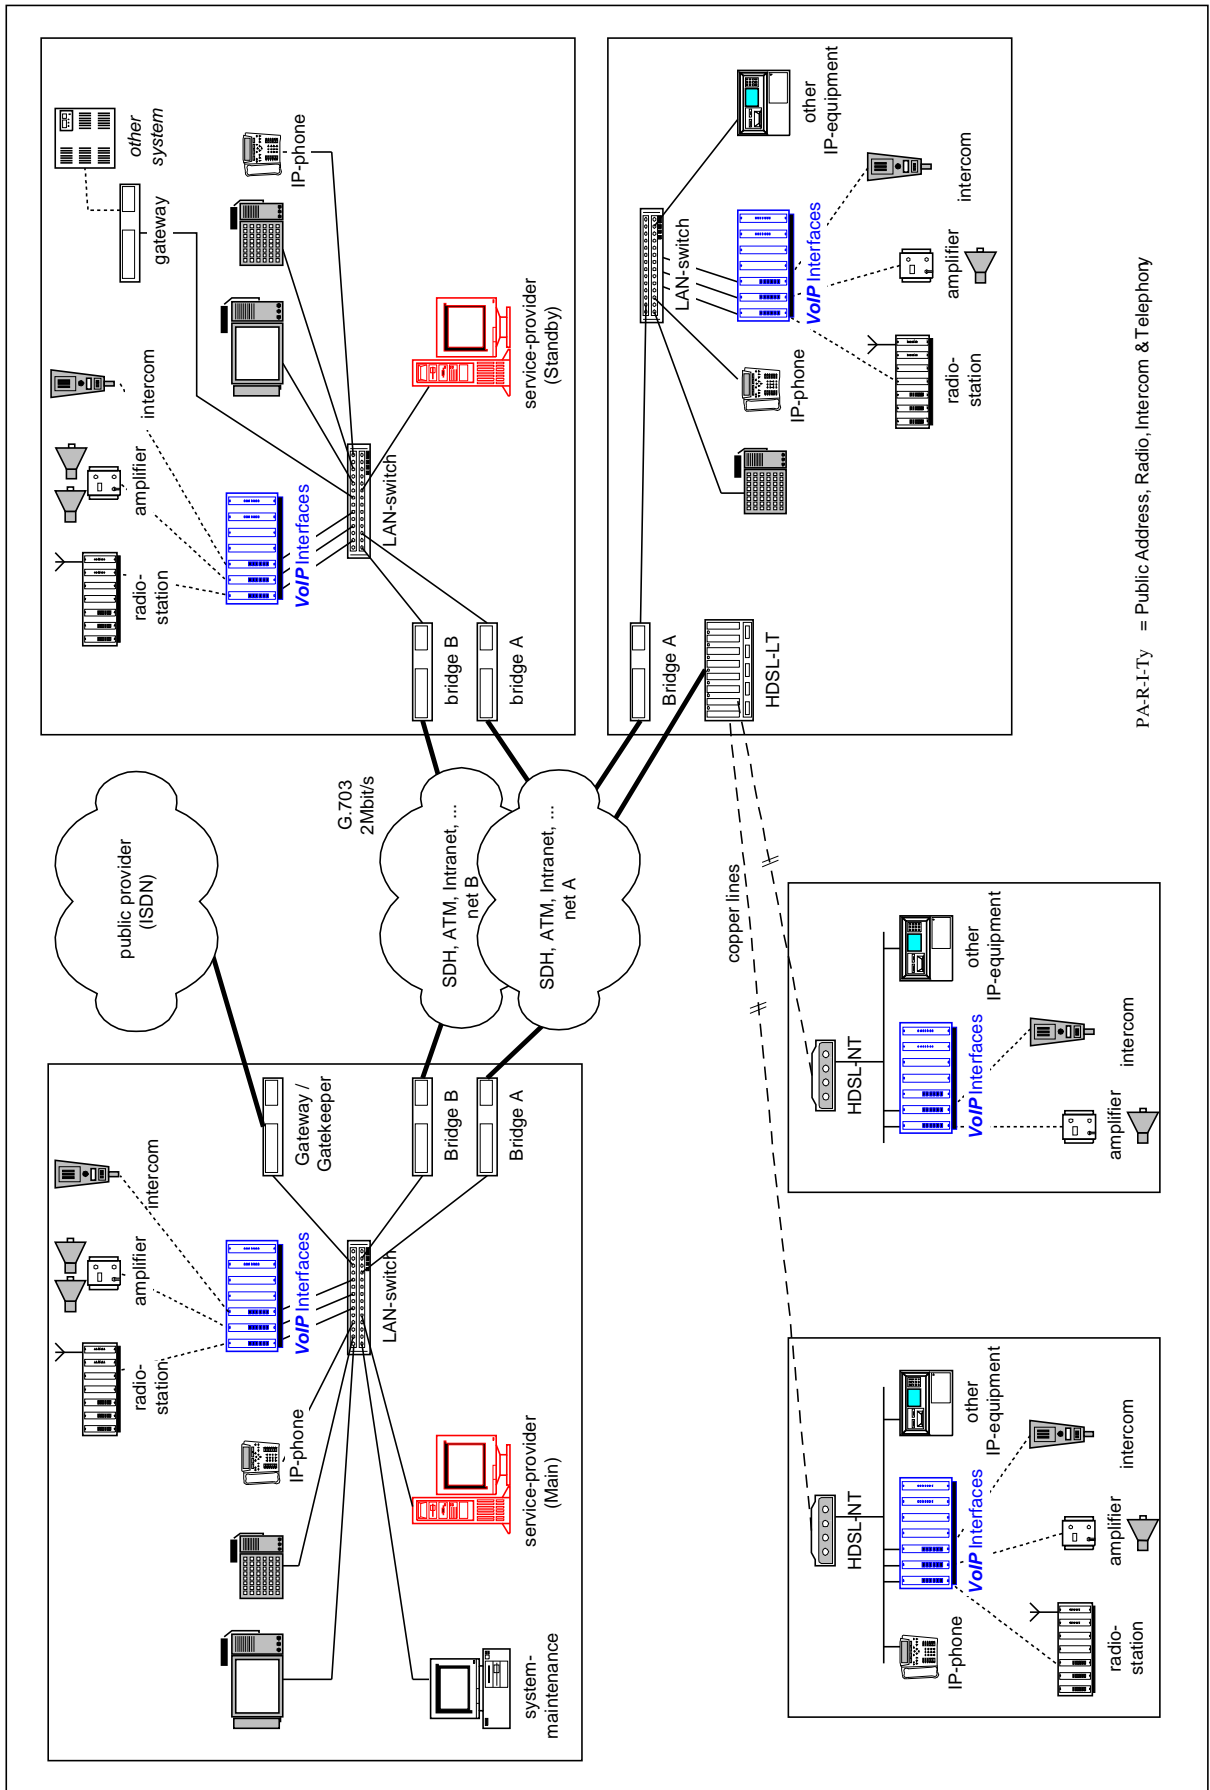 public provider
(ISDN)
G.703
2Mbit/s
SDH, ATM, Intranet, ...
net B
SDH, ATM, Intranet, ...
net A
radio-
station
amplifier
intercom
VoIP Interfaces
IP-phone
LAN-switch
Gateway /
Gatekeeper
Bridge B
Bridge A
service-provider
(Main)
system-
maintenance
radio-
station
amplifier
intercom
gateway
other
system
VoIP Interfaces
IP-phone
LAN-switch
bridge B
bridge A
service-provider
(Standby)
Bridge A
HDSL-LT
LAN-switch
IP-phone
VoIP Interfaces
other
IP-equipment
radio-
station
amplifier
intercom
copper lines
HDSL-NT
IP-phone
VoIP Interfaces
other
IP-equipment
radio-
station
amplifier
intercom
HDSL-NT
VoIP Interfaces
other
IP-equipment
amplifier
intercom
PA-R-I-Ty = Public Address, Radio, Intercom & Telephony